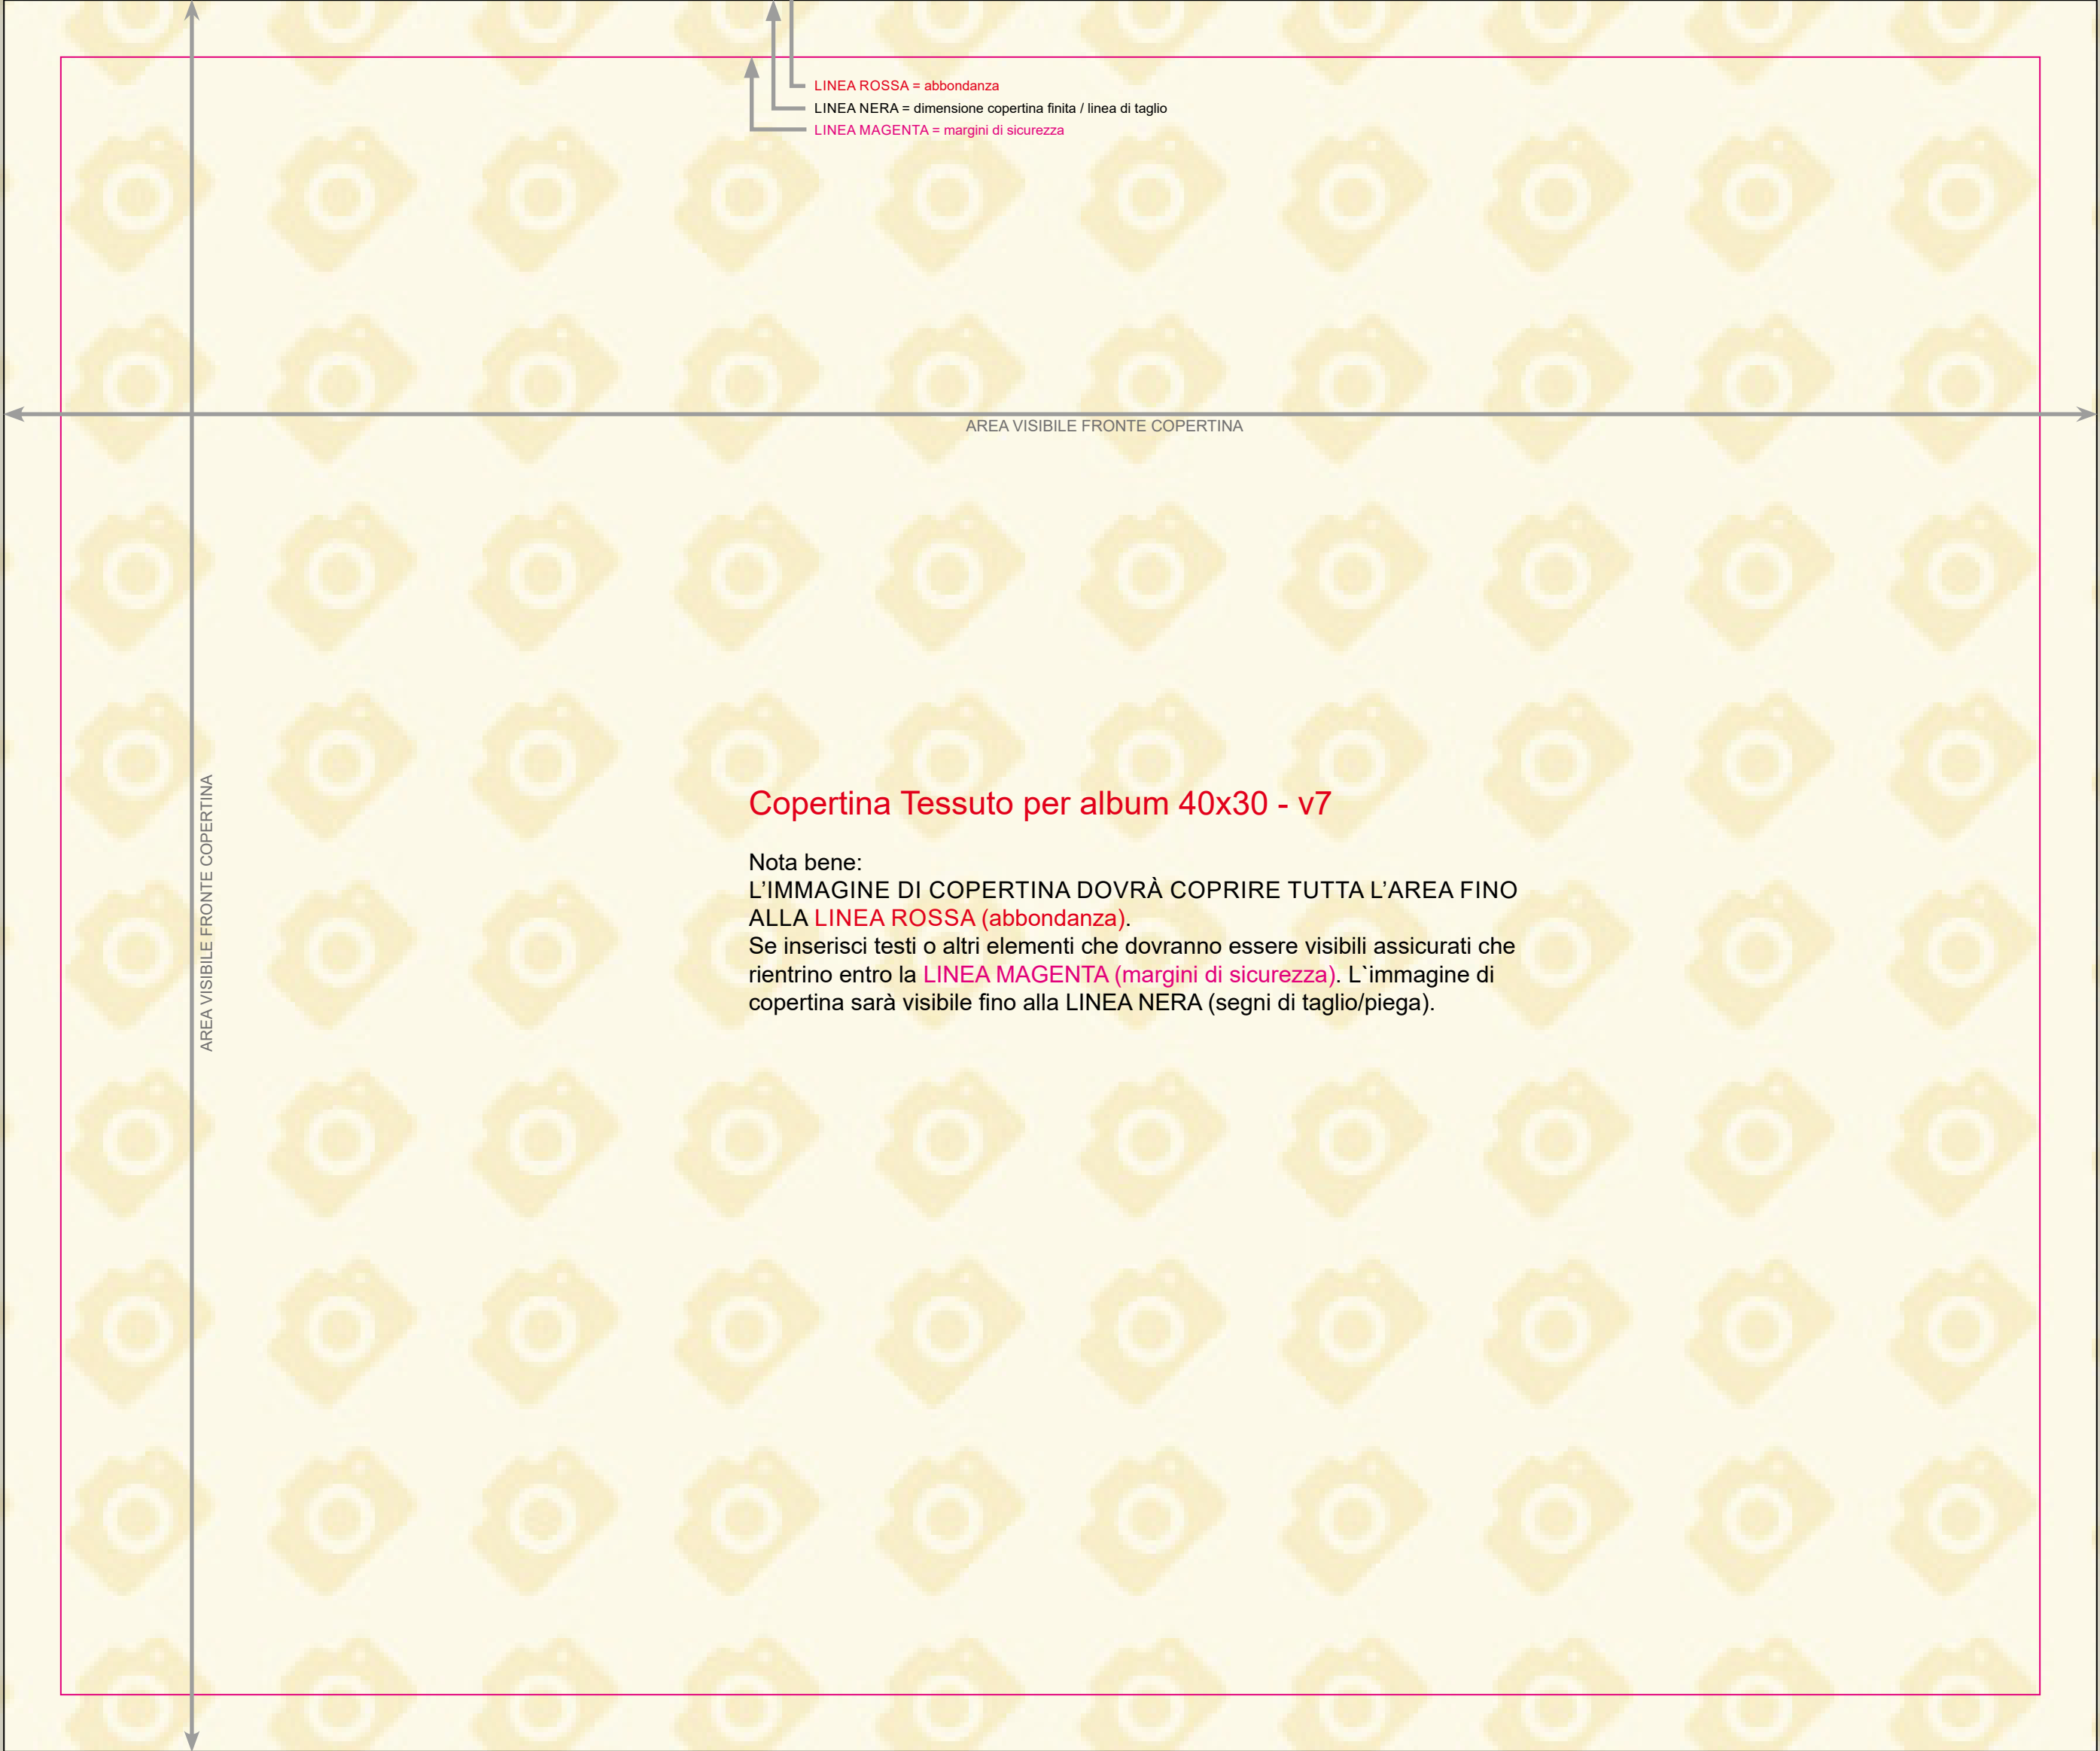 LINEA ROSSA = abbondanza
LINEA NERA = dimensione copertina finita / linea di taglio
LINEA MAGENTA = margini di sicurezza
AREA VISIBILE FRONTE COPERTINA
AREA VISIBILE FRONTE COPERTINA
Copertina Tessuto per album 40x30 - v7
Nota bene:
L’IMMAGINE DI COPERTINA DOVRÀ COPRIRE TUTTA L’AREA FINO
ALLA LINEA ROSSA (abbondanza).
Se inserisci testi o altri elementi che dovranno essere visibili assicurati che
rientrino entro la LINEA MAGENTA (margini di sicurezza). L`immagine di
copertina sarà visibile fino alla LINEA NERA (segni di taglio/piega).